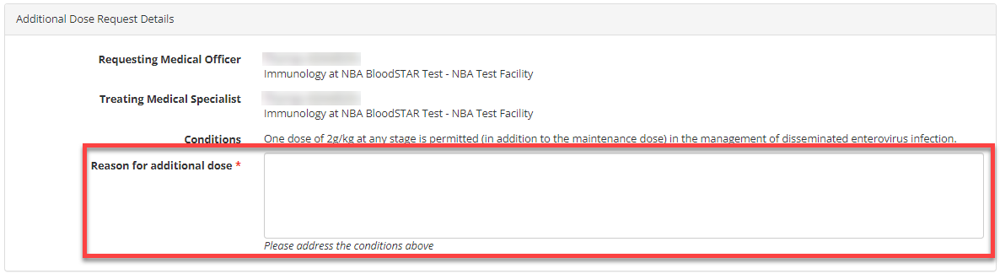 Additional Dose Request Details
Requesting Medical Officer
Immunology at NBA BloodSTAR Test - NBA Test Facility
Treating Medical Specialist
Immunology at NBA BloodSTAR Test - NBA Test Facility
Conditions One dose of 2g/kg at any stage is permitted (in addition to the maintenance dose) in the management of disseminated enterovirus infection.
Reason for additional dose *
Please address the conditions above